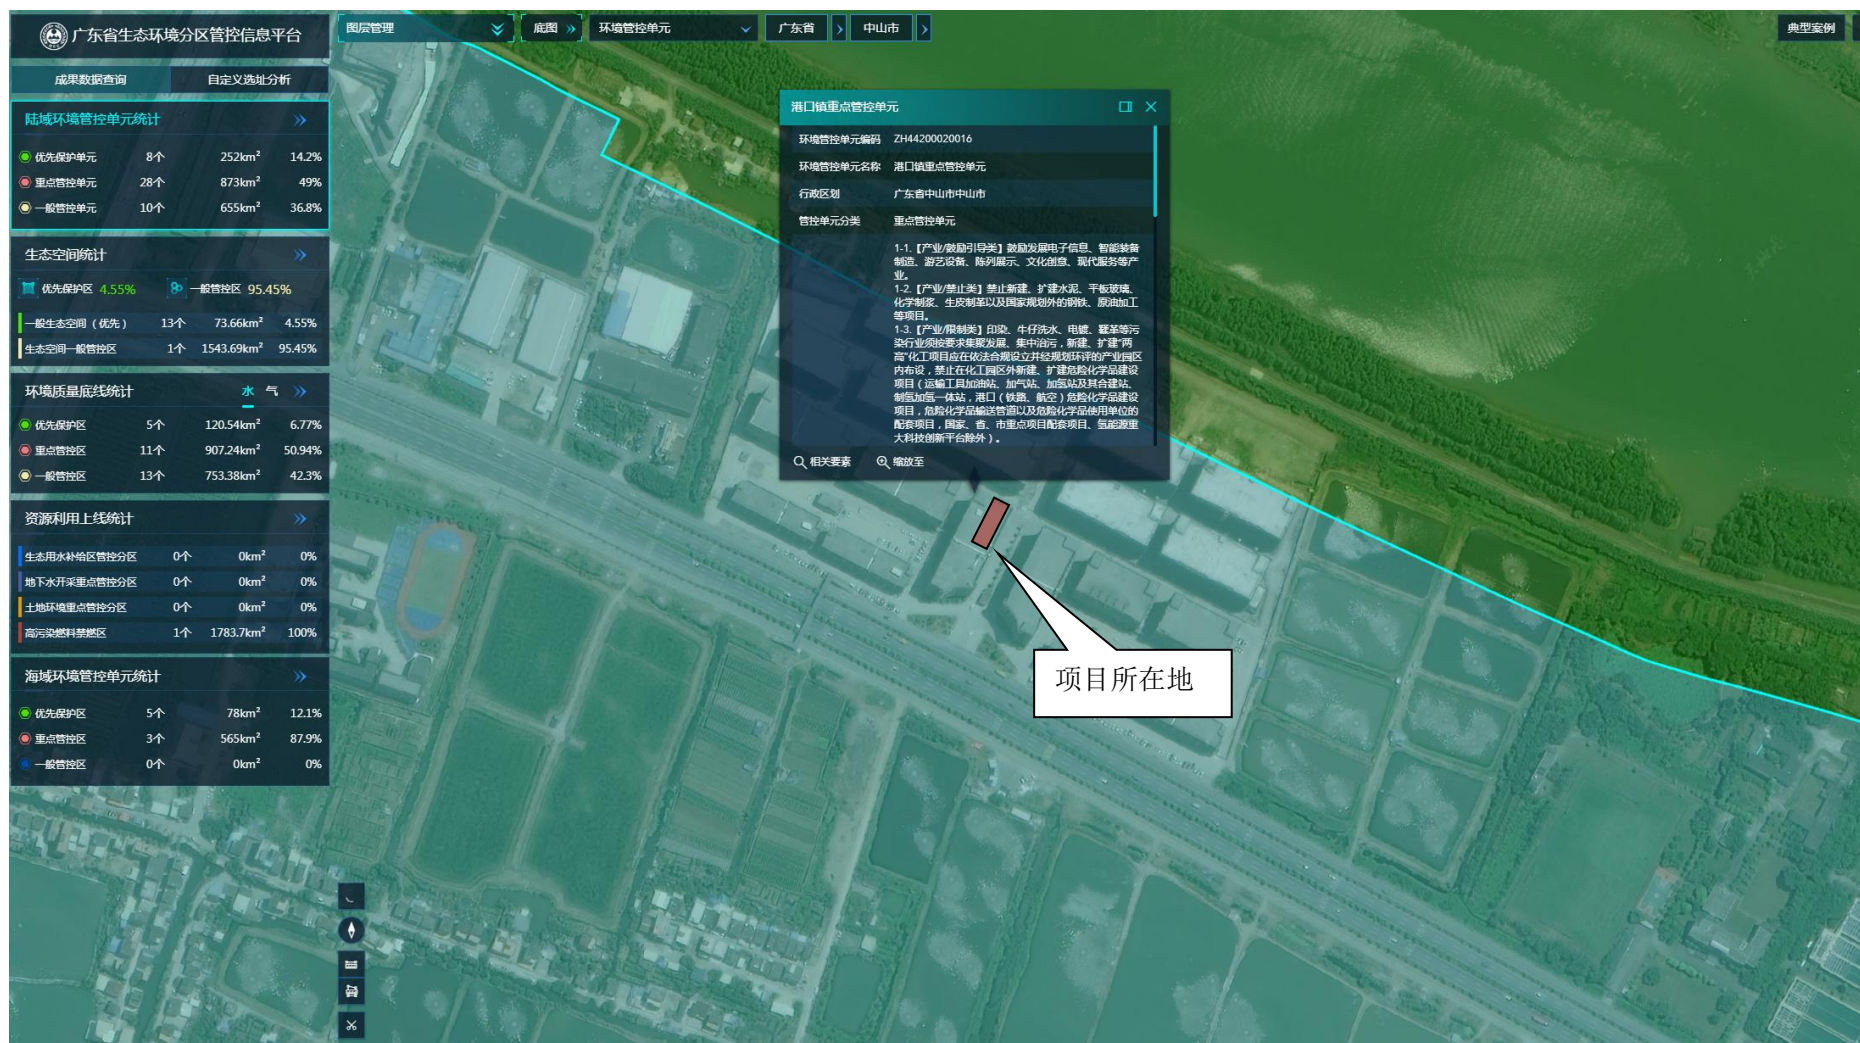 广东省生态环境分区管控信息平台
图层管理
底图
环境管控单元
广东省
中山市
典型案例
成果数据查询
自定义选址分析
陆域环境管控单元统计
优先保护单元 8个 252km² 14.2%
重点管控单元 28个 873km² 49%
一般管控单元 10个 655km² 36.8%
生态空间统计
优先保护区 4.55% 一般管控区 95.45%
一般生态空间（优先） 13个 73.66km² 4.55%
生态空间一般管控区 1个 1543.69km² 95.45%
环境质量底线统计 水 气
优先保护区 5个 120.54km² 6.77%
重点管控区 11个 907.24km² 50.94%
一般管控区 13个 753.38km² 42.3%
资源利用上线统计
生态用水补给区管控分区 0个 0km² 0%
地下水开采重点管控分区 0个 0km² 0%
土地环境重点管控分区 0个 0km² 0%
高污染燃料禁燃区 1个 1783.7km² 100%
海域环境管控单元统计
优先保护区 5个 78km² 12.1%
重点管控区 3个 565km² 87.9%
一般管控区 0个 0km² 0%
港口镇重点管控单元
环境管控单元编码 ZH44200020016
环境管控单元名称 港口镇重点管控单元
行政区划 广东省中山市中山市
管控单元分类 重点管控单元
1-1.【产业/鼓励引导类】鼓励发展电子信息、智能装备
制造、游艺设备、陈列展示、文化创意、现代服务等产
业。
1-2.【产业/禁止类】禁止新建、扩建水泥、平板玻璃、
化学制浆、生皮制革以及国家规划外的钢铁、原油加工
等项目。
1-3.【产业/限制类】印染、牛仔洗水、电镀、鞣革等污
染行业须按要求集聚发展、集中治污，新建、扩建“两
高”化工项目应在依法合规设立并经规划环评的产业园区
内布设，禁止在化工园区外新建、扩建危险化学品建设
项目（运输工具加油站、加气站、加氢站及其合建站、
制氢加氢一体站，港口（铁路、航空）危险化学品建设
项目，危险化学品输送管道以及危险化学品使用单位的
配套项目，国家、省、市重点项目配套项目、氢能源重
大科技创新平台除外）。
相关要素
缩放至
项目所在地